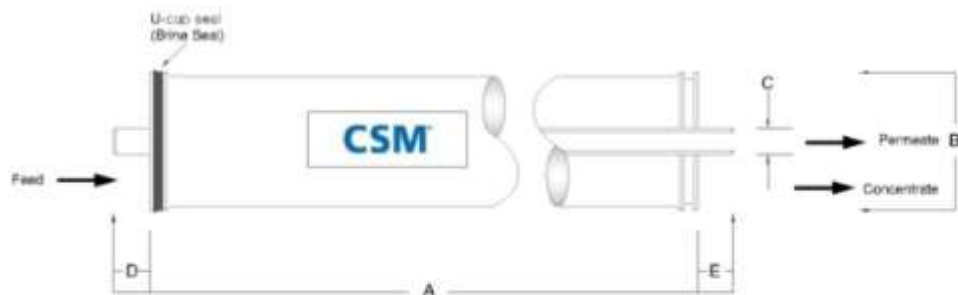 U-cup seal
(Brine Seal)
CSM
C
Permeate
B
Feed
Concentrate
D
A
E